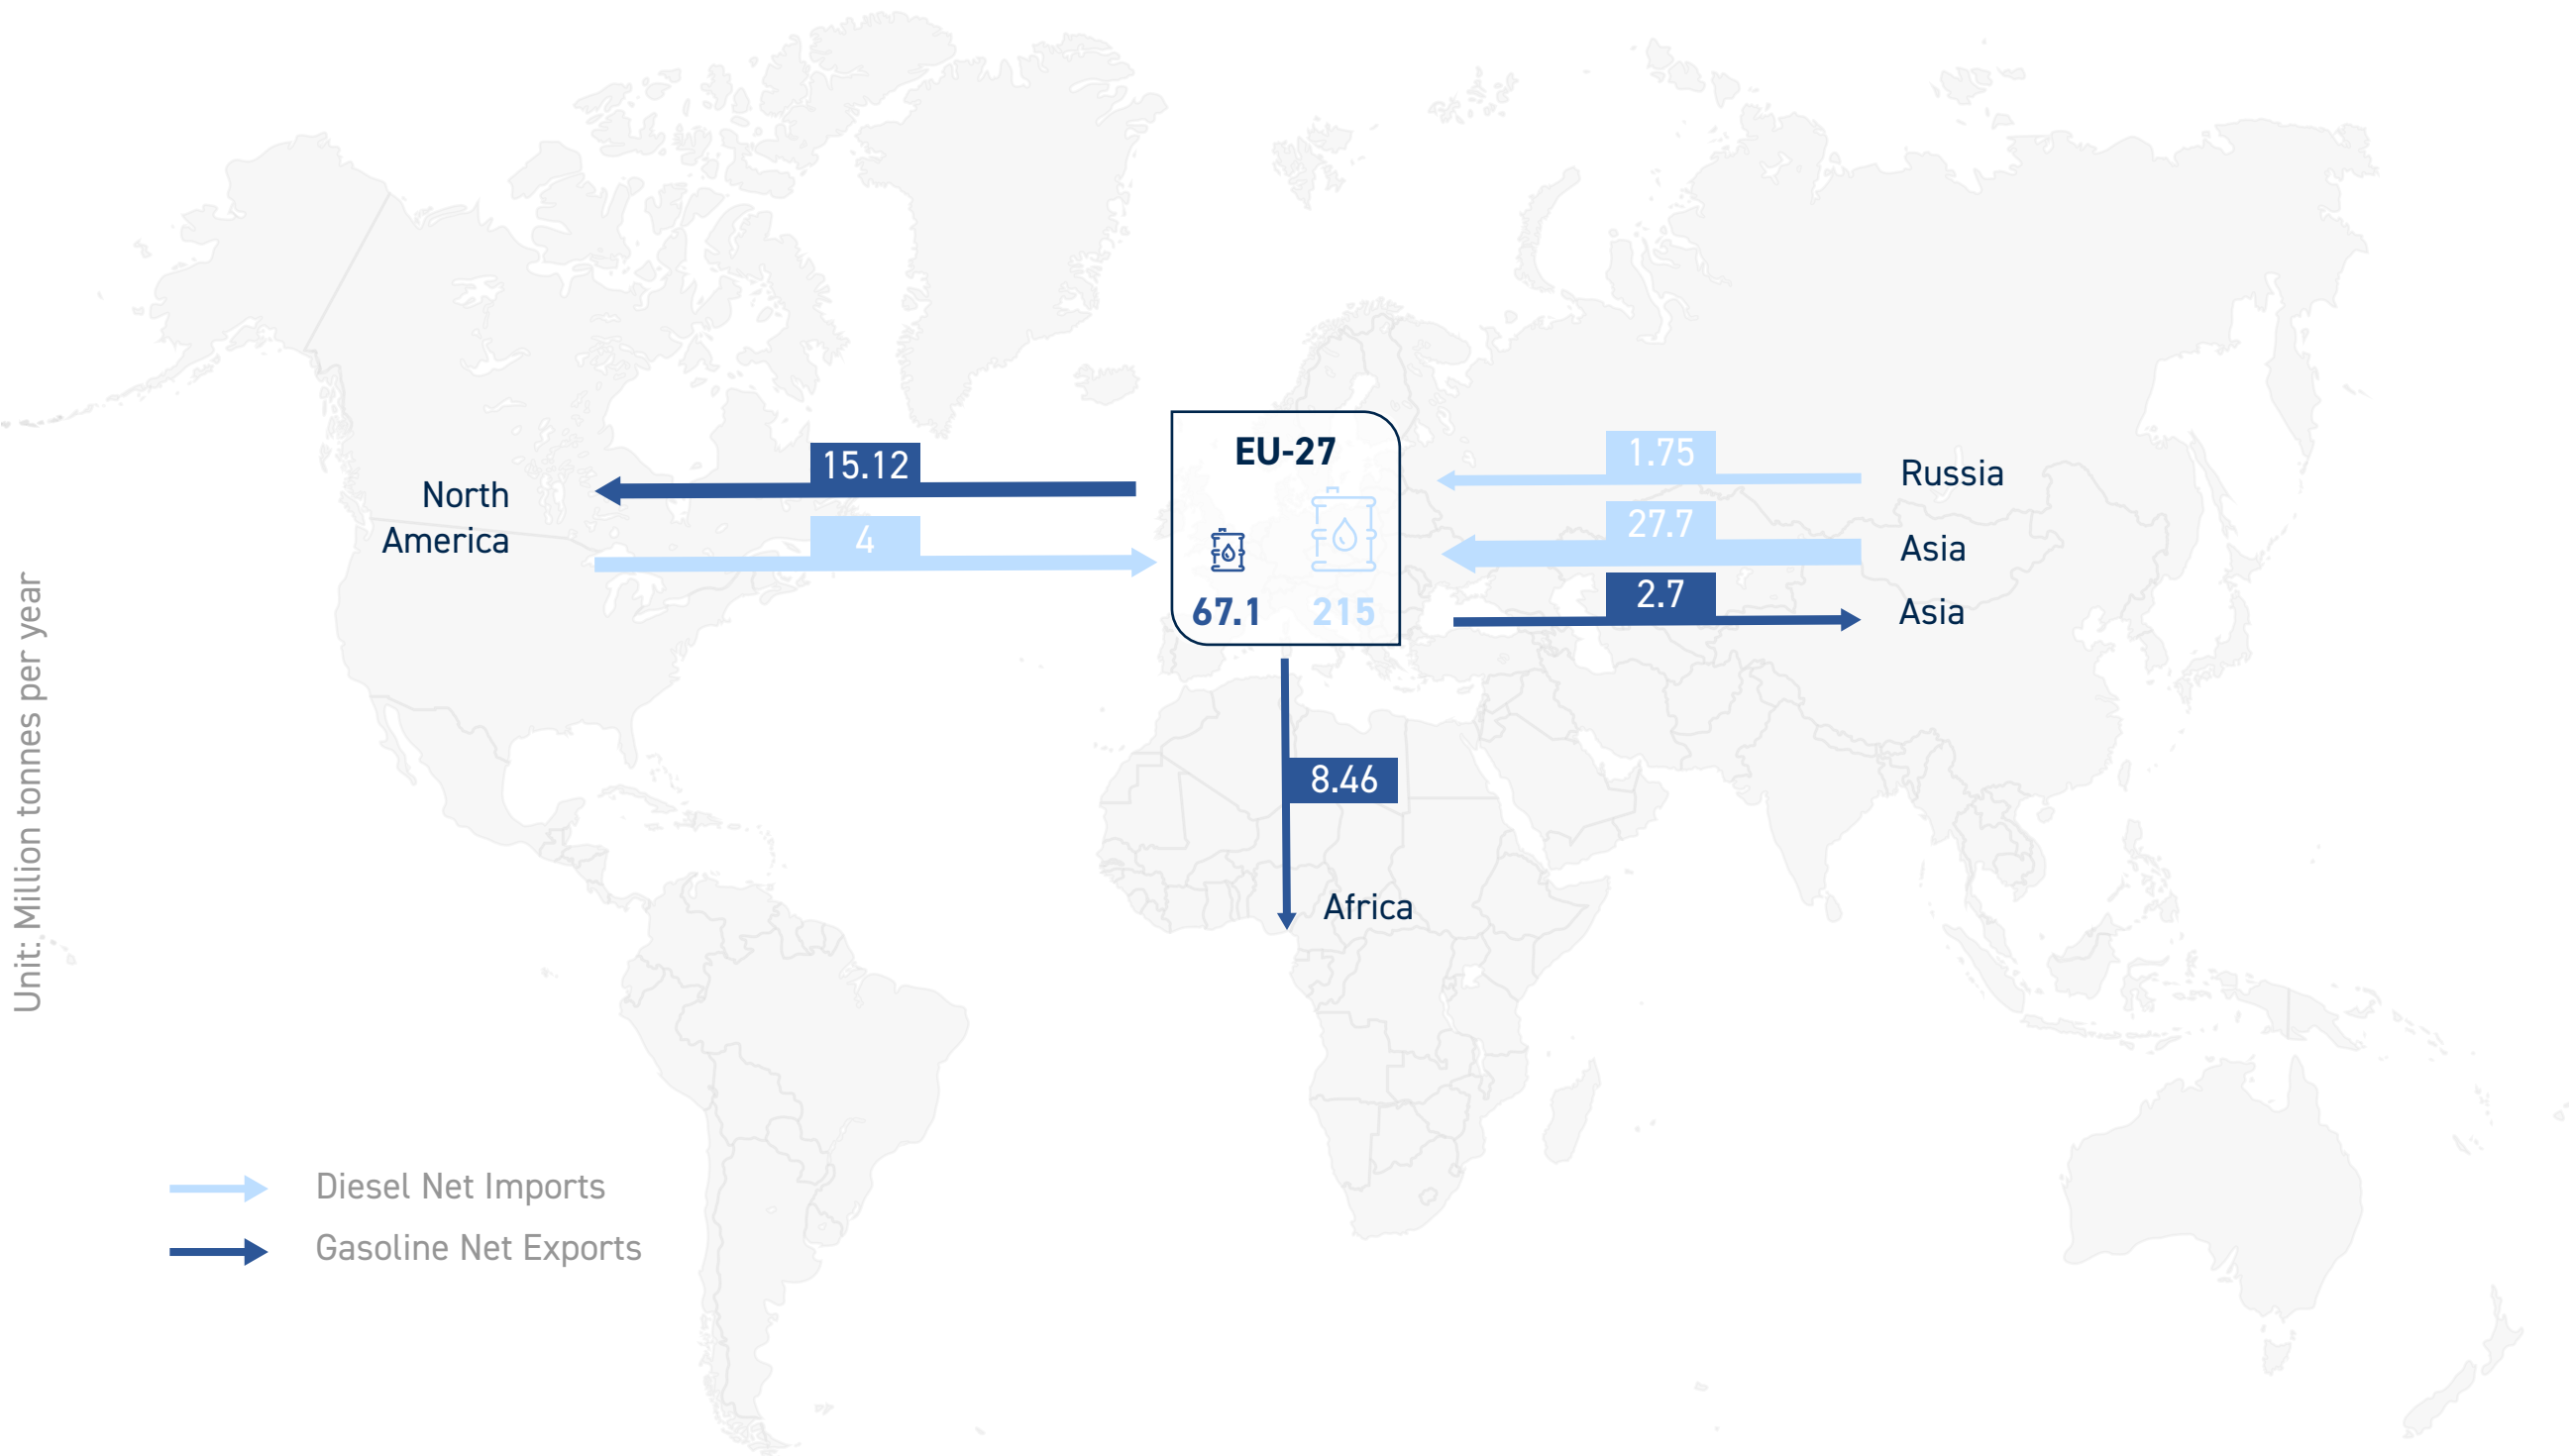 EU-27
67.1
215
15.12
North
America
4
1.75
Russia
27.7
Asia
2.7
Asia
8.46
Africa
Unit: Million tonnes per year
Diesel Net Imports
Gasoline Net Exports